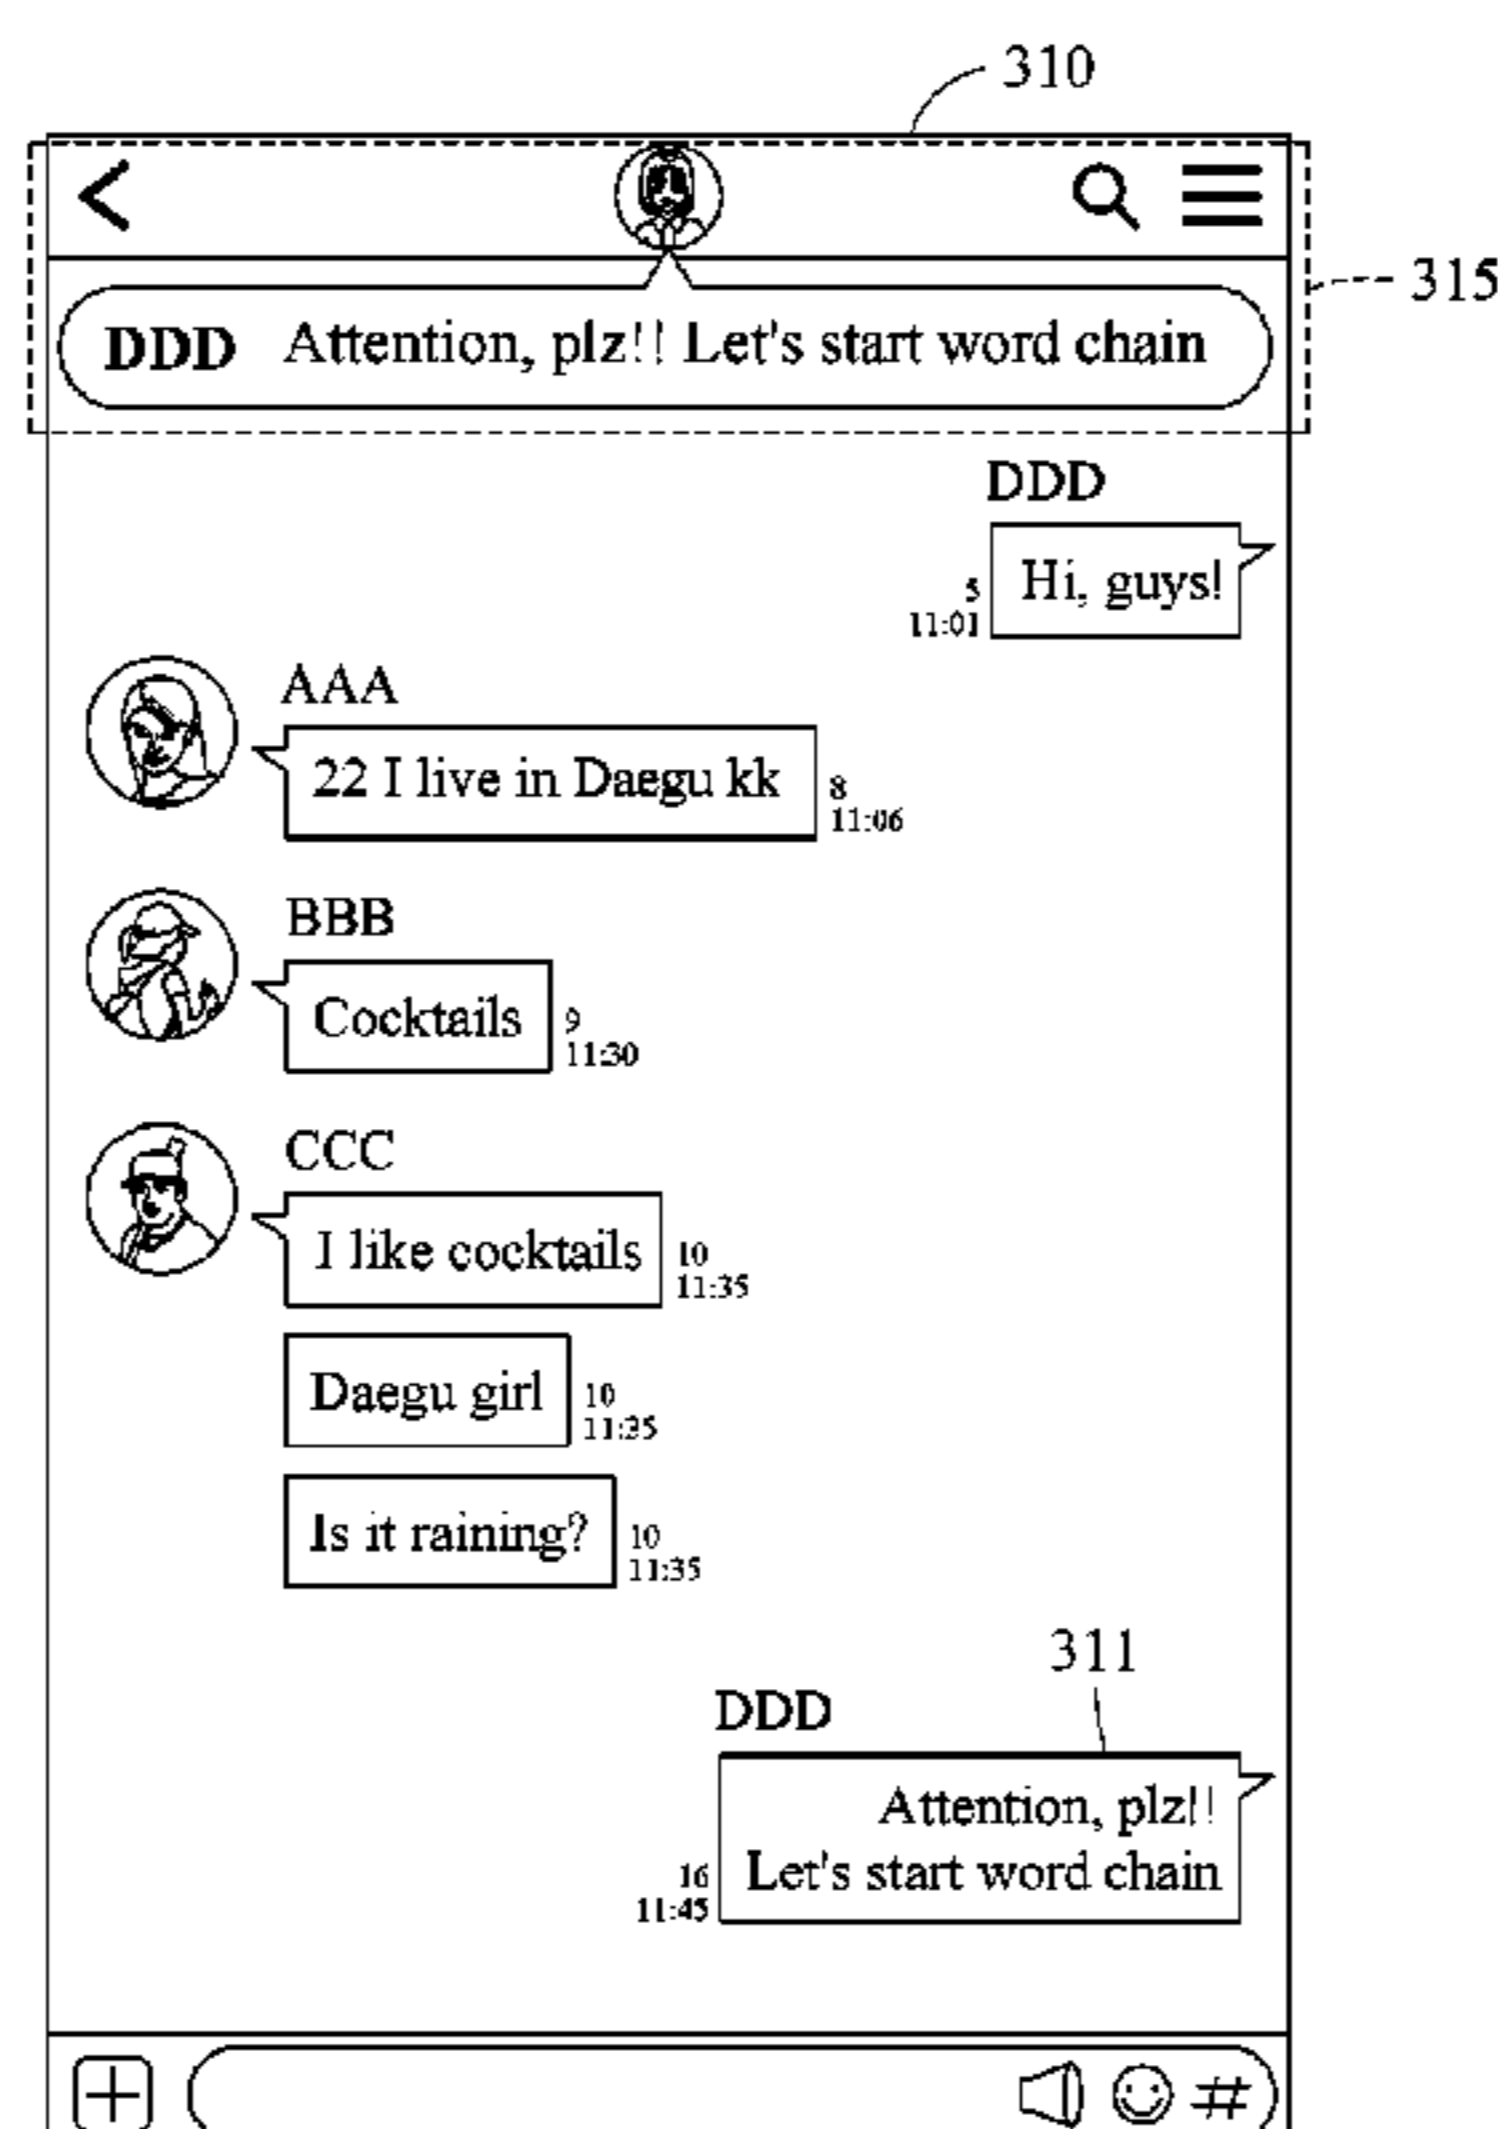 310
315
DDD Attention, plz!! Let's start word chain
DDD
Hi, guys!
5
11:01
AAA
22 I live in Daegu kk
8
11:06
BBB
Cocktails
9
11:30
CCC
I like cocktails
10
11:35
Daegu girl
10
11:35
Is it raining?
10
11:35
311
DDD
Attention, plz!!
Let's start word chain
16
11:45
#